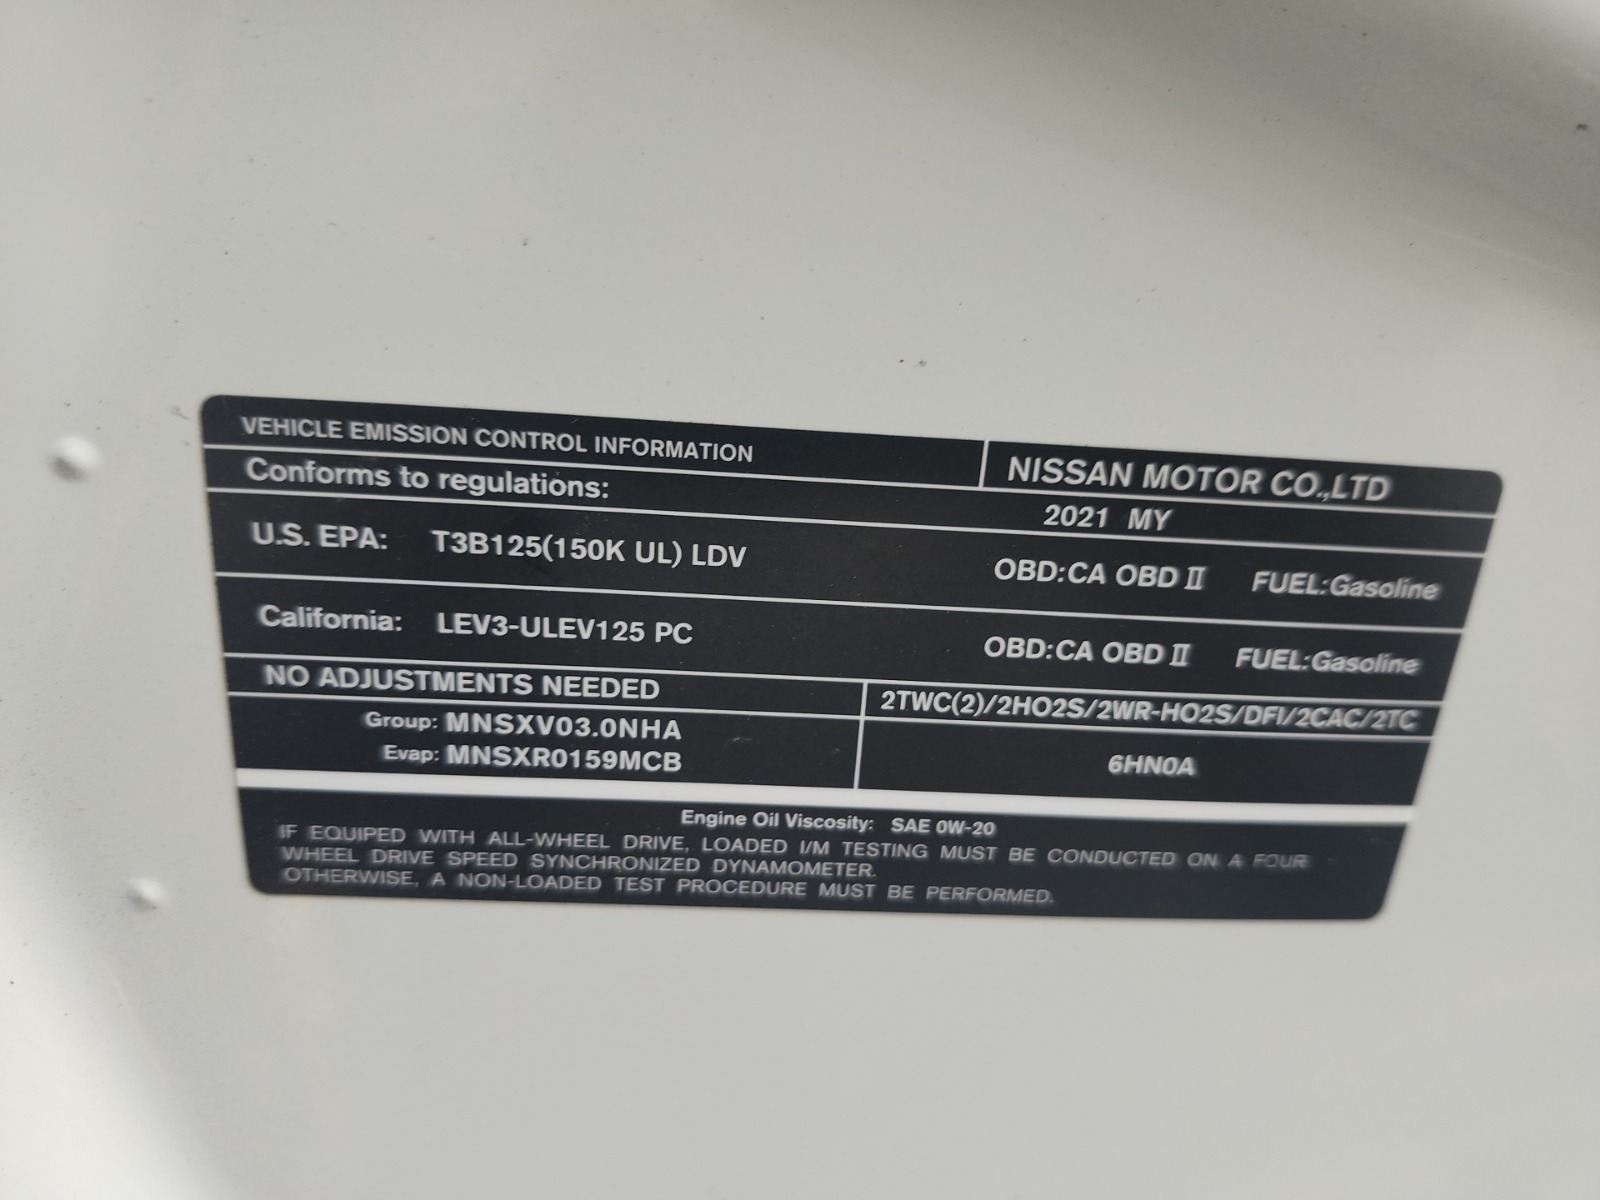 VEHICLE EMISSION CONTROL INFORMATION
NISSAN MOTOR CO.,LTD
Conforms to regulations:
2021 MY
U.S. EPA: T3B125(150K UL) LDV OBD:CA OBD II FUEL:Gasoline
California: LEV3-ULEV125 PC OBD:CA OBD II FUEL:Gasoline
NO ADJUSTMENTS NEEDED
2TWC(2)/2HO2S/2WR-HO2S/DFI/2CAC/2TC
Group: MNSXV03.0NHA
Evap: MNSXR0159MCB
6HN0A
Engine Oil Viscosity: SAE 0W-20
IF EQUIPED WITH ALL-WHEEL DRIVE, LOADED I/M TESTING MUST BE CONDUCTED ON A FOUR
WHEEL DRIVE SPEED SYNCHRONIZED DYNAMOMETER.
OTHERWISE, A NON-LOADED TEST PROCEDURE MUST BE PERFORMED.